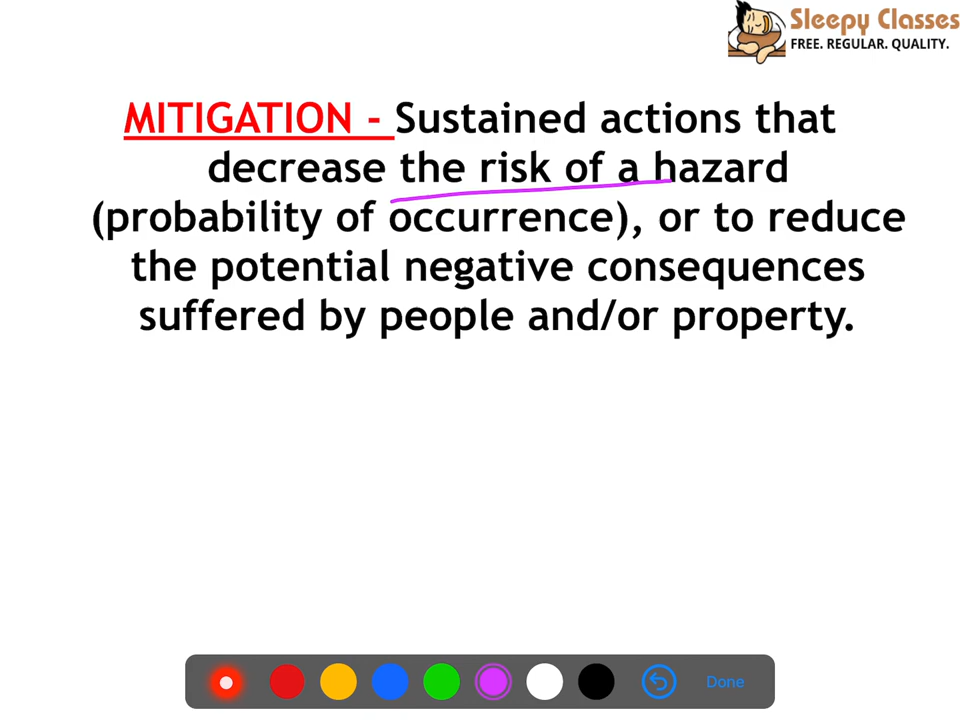 Sleepy Classes
FREE. REGULAR. QUALITY.
MITIGATION - Sustained actions that
decrease the risk of a hazard
(probability of occurrence), or to reduce
the potential negative consequences
suffered by people and/or property.
Done